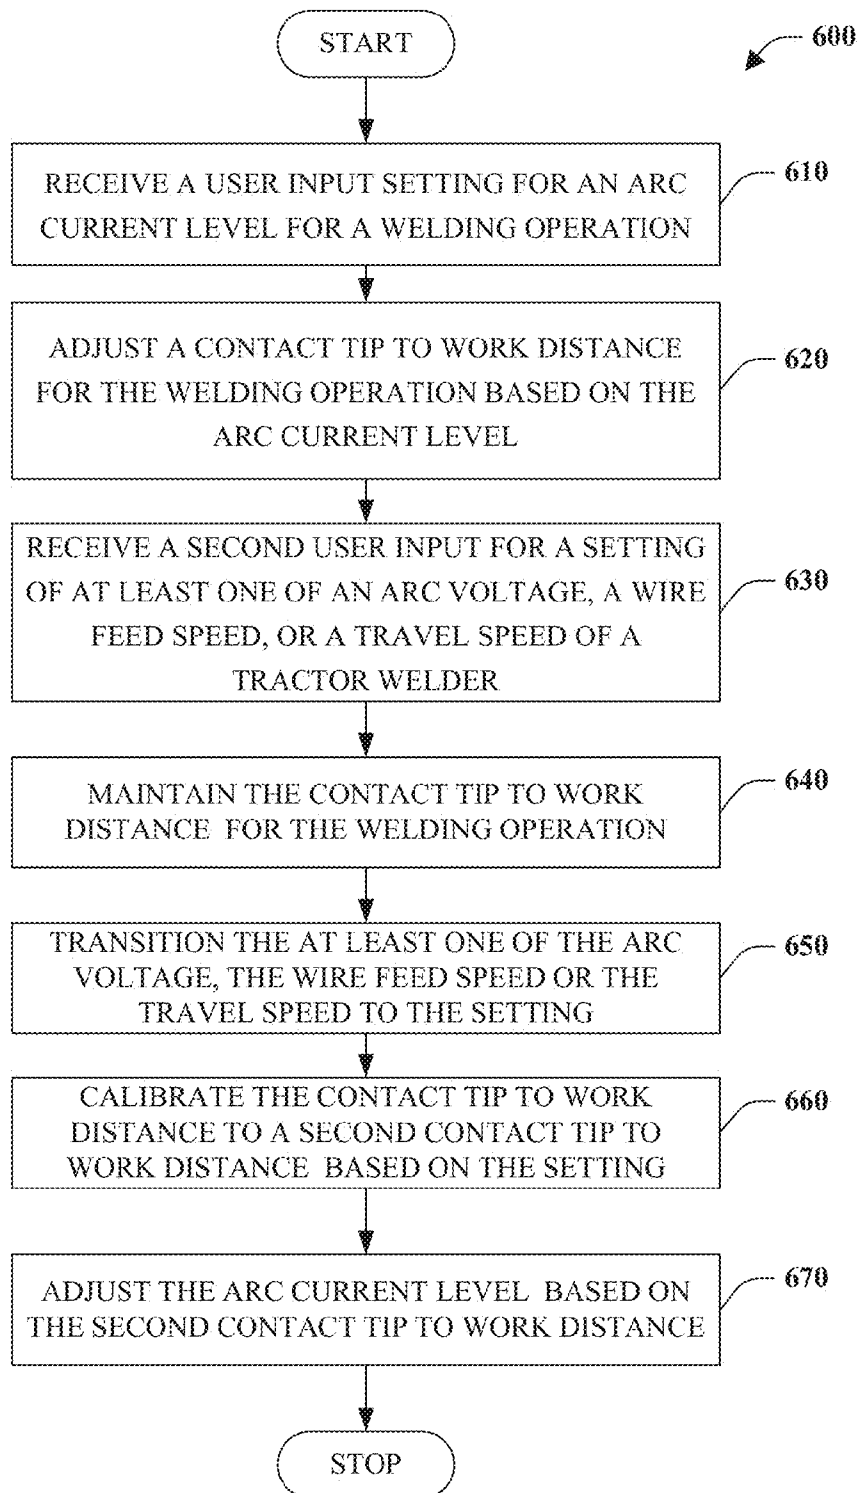 START
600
RECEIVE A USER INPUT SETTING FOR AN ARC
CURRENT LEVEL FOR A WELDING OPERATION
610
ADJUST A CONTACT TIP TO WORK DISTANCE
FOR THE WELDING OPERATION BASED ON THE
ARC CURRENT LEVEL
620
RECEIVE A SECOND USER INPUT FOR A SETTING
OF AT LEAST ONE OF AN ARC VOLTAGE, A WIRE
FEED SPEED, OR A TRAVEL SPEED OF A
TRACTOR WELDER
630
MAINTAIN THE CONTACT TIP TO WORK
DISTANCE FOR THE WELDING OPERATION
640
TRANSITION THE AT LEAST ONE OF THE ARC
VOLTAGE, THE WIRE FEED SPEED OR THE
TRAVEL SPEED TO THE SETTING
650
CALIBRATE THE CONTACT TIP TO WORK
DISTANCE TO A SECOND CONTACT TIP TO
WORK DISTANCE BASED ON THE SETTING
660
ADJUST THE ARC CURRENT LEVEL BASED ON
THE SECOND CONTACT TIP TO WORK DISTANCE
670
STOP